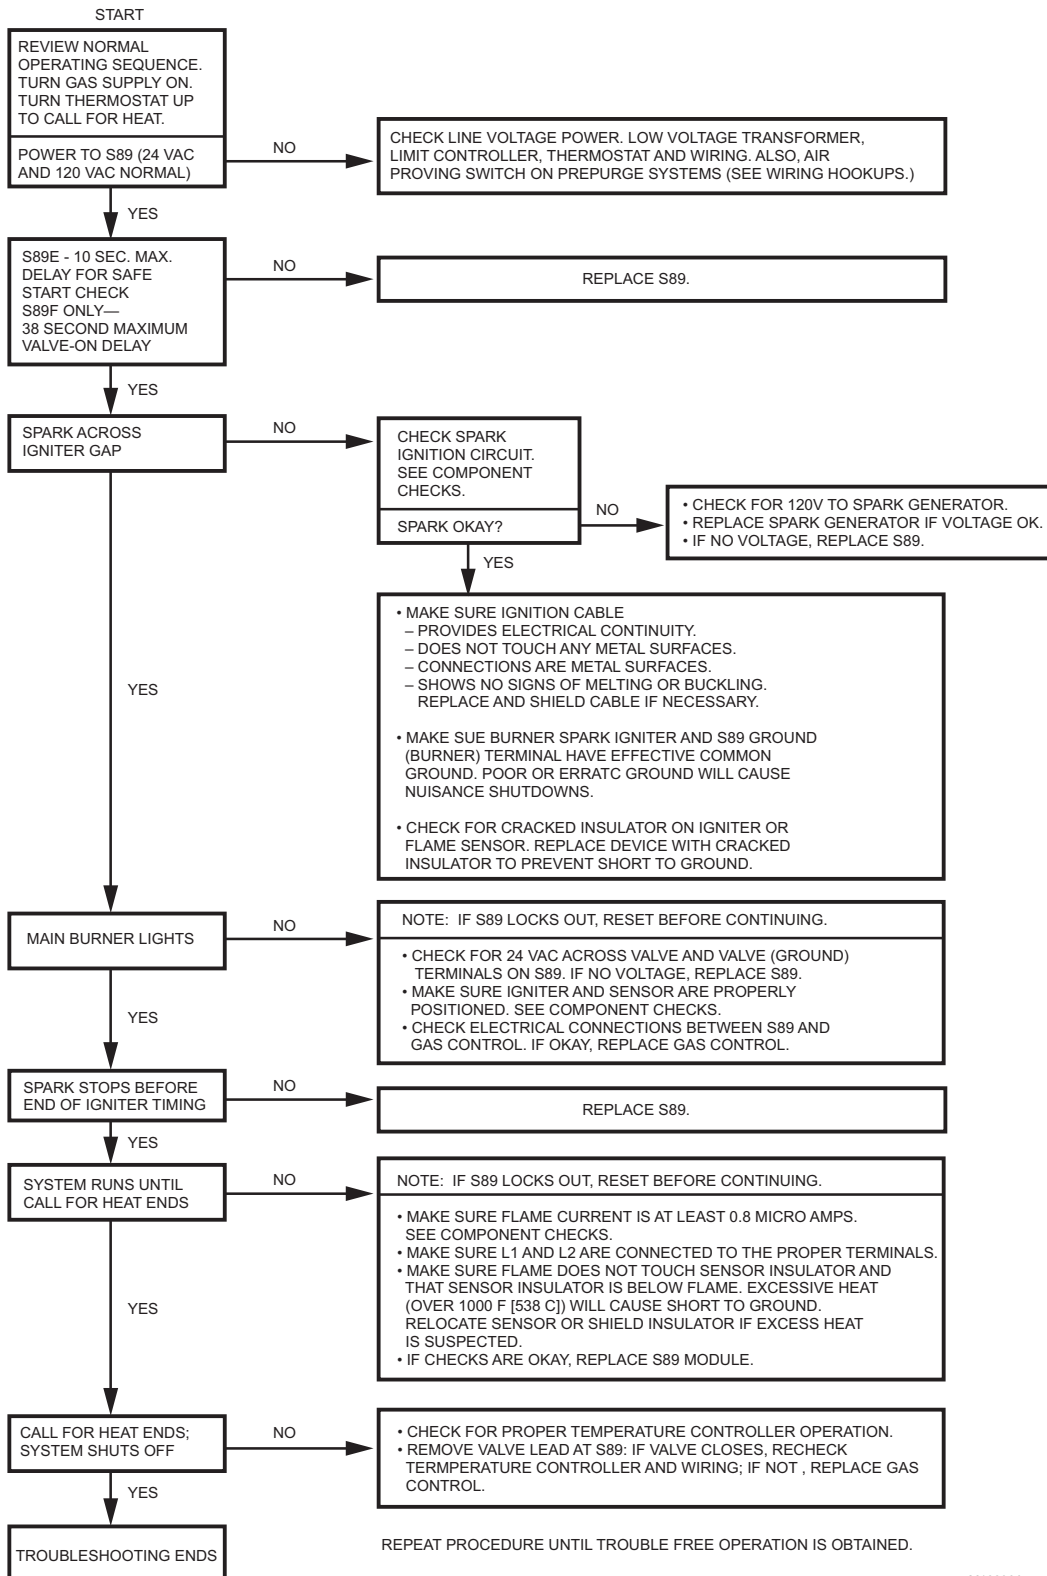 START
REVIEW NORMAL
OPERATING SEQUENCE.
TURN GAS SUPPLY ON.
TURN THERMOSTAT UP
TO CALL FOR HEAT.
POWER TO S89 (24 VAC
AND 120 VAC NORMAL)
NO
CHECK LINE VOLTAGE POWER. LOW VOLTAGE TRANSFORMER,
LIMIT CONTROLLER, THERMOSTAT AND WIRING. ALSO, AIR
PROVING SWITCH ON PREPURGE SYSTEMS (SEE WIRING HOOKUPS.)
YES
S89E - 10 SEC. MAX.
DELAY FOR SAFE
START CHECK
S89F ONLY—
38 SECOND MAXIMUM
VALVE-ON DELAY
NO
REPLACE S89.
YES
SPARK ACROSS
IGNITER GAP
NO
CHECK SPARK
IGNITION CIRCUIT.
SEE COMPONENT
CHECKS.
SPARK OKAY?
NO
• CHECK FOR 120V TO SPARK GENERATOR.
• REPLACE SPARK GENERATOR IF VOLTAGE OK.
• IF NO VOLTAGE, REPLACE S89.
YES
• MAKE SURE IGNITION CABLE
– PROVIDES ELECTRICAL CONTINUITY.
– DOES NOT TOUCH ANY METAL SURFACES.
– CONNECTIONS ARE METAL SURFACES.
– SHOWS NO SIGNS OF MELTING OR BUCKLING.
REPLACE AND SHIELD CABLE IF NECESSARY.
• MAKE SUE BURNER SPARK IGNITER AND S89 GROUND
(BURNER) TERMINAL HAVE EFFECTIVE COMMON
GROUND. POOR OR ERRATC GROUND WILL CAUSE
NUISANCE SHUTDOWNS.
• CHECK FOR CRACKED INSULATOR ON IGNITER OR
FLAME SENSOR. REPLACE DEVICE WITH CRACKED
INSULATOR TO PREVENT SHORT TO GROUND.
YES
MAIN BURNER LIGHTS
NO
NOTE: IF S89 LOCKS OUT, RESET BEFORE CONTINUING.
• CHECK FOR 24 VAC ACROSS VALVE AND VALVE (GROUND)
TERMINALS ON S89. IF NO VOLTAGE, REPLACE S89.
• MAKE SURE IGNITER AND SENSOR ARE PROPERLY
POSITIONED. SEE COMPONENT CHECKS.
• CHECK ELECTRICAL CONNECTIONS BETWEEN S89 AND
GAS CONTROL. IF OKAY, REPLACE GAS CONTROL.
YES
SPARK STOPS BEFORE
END OF IGNITER TIMING
NO
REPLACE S89.
YES
SYSTEM RUNS UNTIL
CALL FOR HEAT ENDS
NO
NOTE: IF S89 LOCKS OUT, RESET BEFORE CONTINUING.
• MAKE SURE FLAME CURRENT IS AT LEAST 0.8 MICRO AMPS.
SEE COMPONENT CHECKS.
• MAKE SURE L1 AND L2 ARE CONNECTED TO THE PROPER TERMINALS.
• MAKE SURE FLAME DOES NOT TOUCH SENSOR INSULATOR AND
THAT SENSOR INSULATOR IS BELOW FLAME. EXCESSIVE HEAT
(OVER 1000 F [538 C]) WILL CAUSE SHORT TO GROUND.
RELOCATE SENSOR OR SHIELD INSULATOR IF EXCESS HEAT
IS SUSPECTED.
• IF CHECKS ARE OKAY, REPLACE S89 MODULE.
YES
CALL FOR HEAT ENDS;
SYSTEM SHUTS OFF
NO
• CHECK FOR PROPER TEMPERATURE CONTROLLER OPERATION.
• REMOVE VALVE LEAD AT S89: IF VALVE CLOSES, RECHECK
TERMPERATURE CONTROLLER AND WIRING; IF NOT , REPLACE GAS
CONTROL.
YES
TROUBLESHOOTING ENDS
REPEAT PROCEDURE UNTIL TROUBLE FREE OPERATION IS OBTAINED.